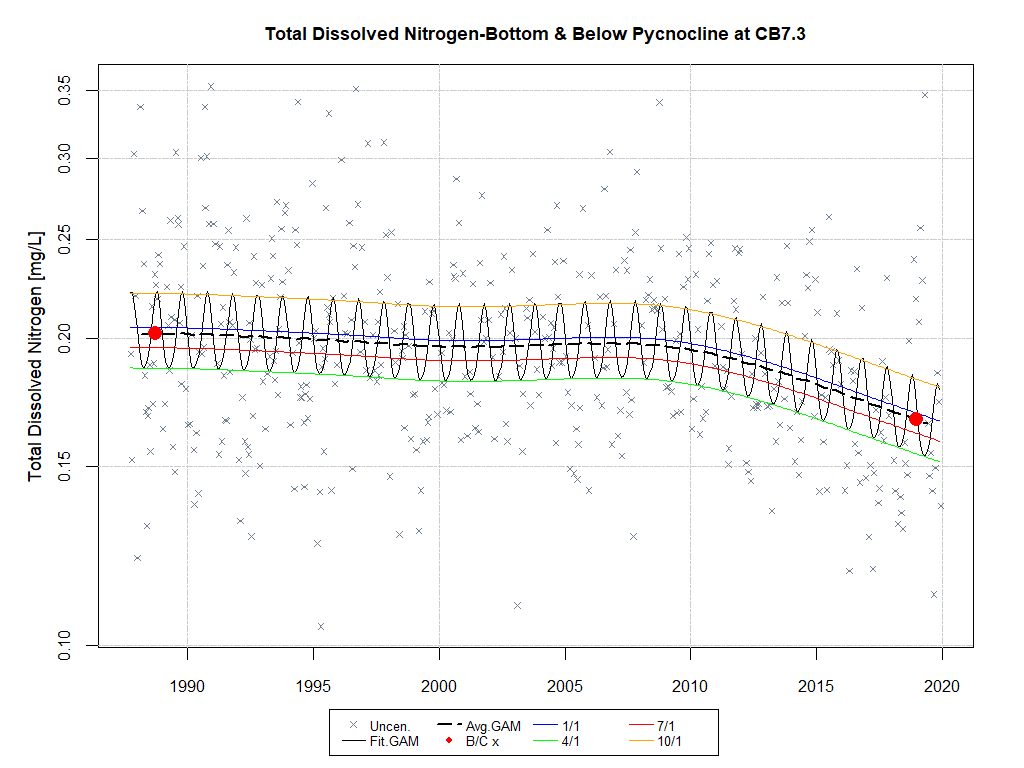 Total Dissolved Nitrogen-Bottom & Below Pycnocline at CB7.3
Total Dissolved Nitrogen [mg/L]
0.35
0.30
0.25
0.20
0.15
0.10
1990 1995 2000 2005 2010 2015 2020
Uncen. Avg.GAM 1/1 7/1
Fit.GAM B/C x 4/1 10/1